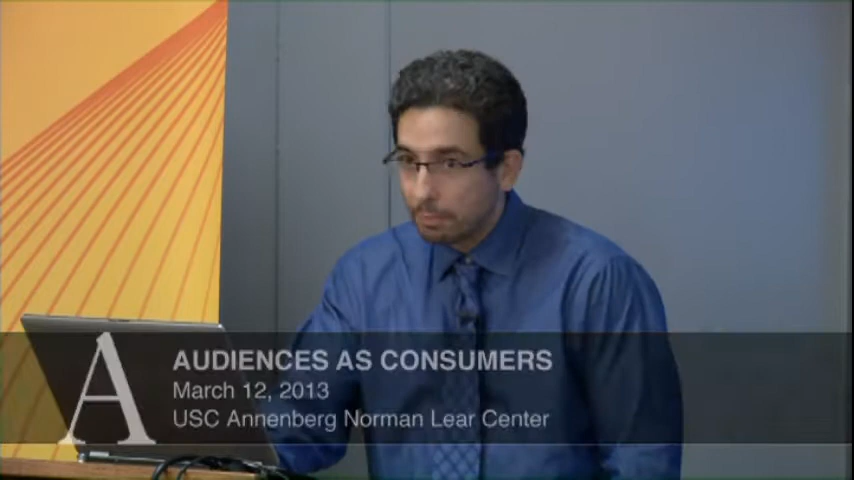 A
AUDIENCES AS CONSUMERS
March 12, 2013
USC Annenberg Norman Lear Center